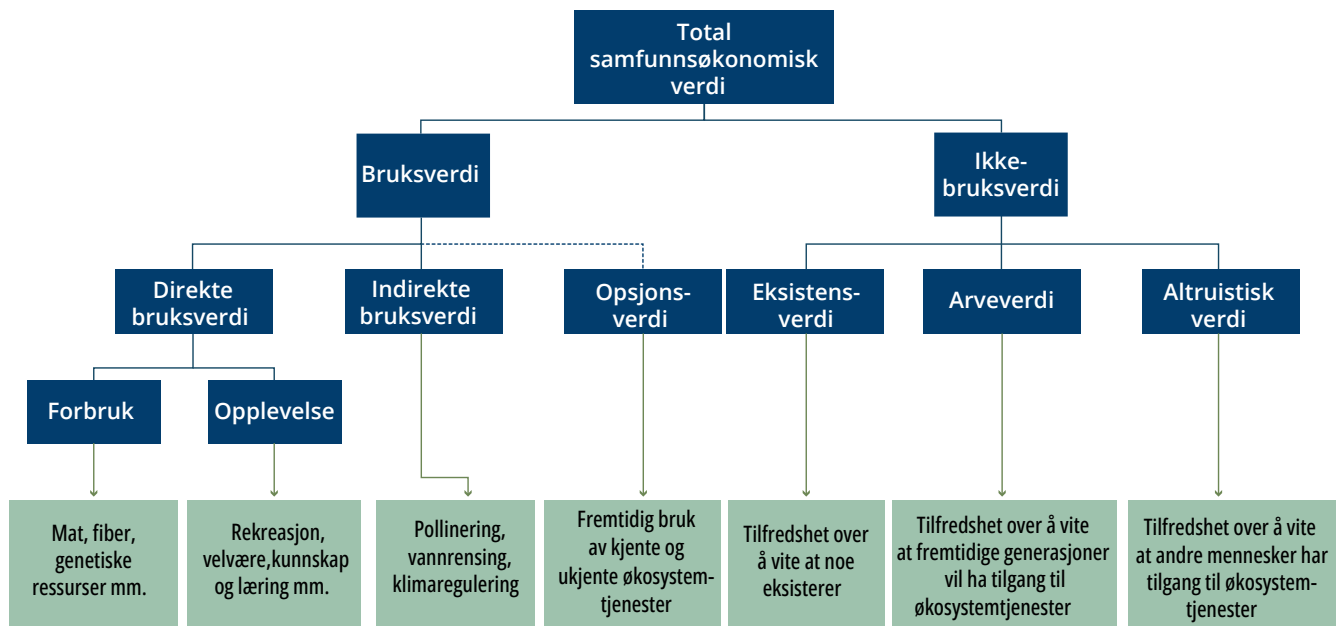 Total
samfunnsøkonomisk
verdi
Bruksverdi
Ikke-
bruksverdi
Direkte
bruksverdi
Indirekte
bruksverdi
Opsjons-
verdi
Eksistens-
verdi
Arveverdi
Altruistisk
verdi
Forbruk
Opplevelse
Mat, fiber,
genetiske
ressurser mm.
Rekreasjon,
velvære,kunnskap
og læring mm.
Pollinering,
vannrensing,
klimaregulering
Fremtidig bruk
av kjente og
ukjente økosystem-
tjenester
Tilfredshet over
å vite at noe
eksisterer
Tilfredshet over å vite
at fremtidige generasjoner
vil ha tilgang til
økosystemtjenester
Tilfredshet over å vite
at andre mennesker har
tilgang til økosystem-
tjenester